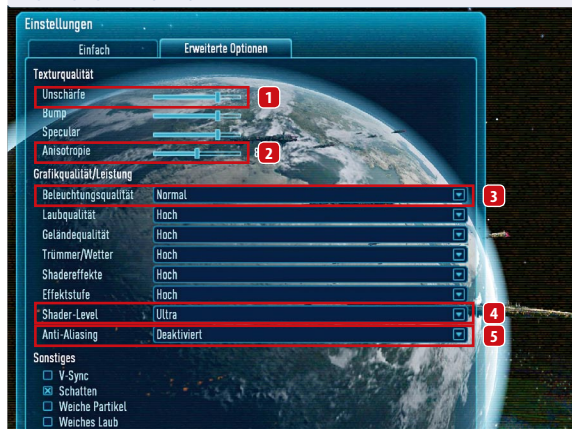 Einstellungen
Einfach Erweiterte Optionen
Texturqualität
Unschärfe 1
Bump
Specular
Anisotropie 8 2
Grafikqualität/Leistung
Beleuchtungsqualität Normal 3
Laubqualität Hoch
Geländequalität Hoch
Trümmer/Wetter Hoch
Shadereffekte Hoch
Effektstufe Hoch
Shader-Level Ultra 4
Anti-Aliasing Deaktiviert 5
Sonstiges
V-Sync
Schatten
Weiche Partikel
Weiches Laub